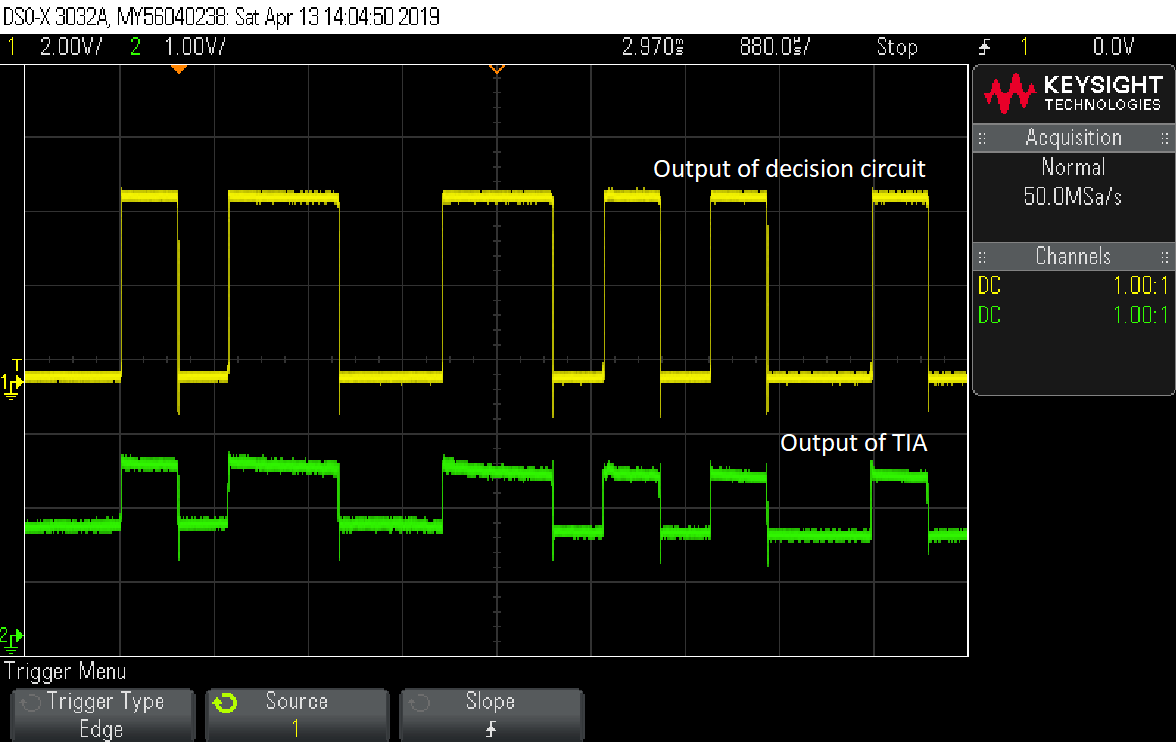 DSO-X 3032A, MY56040238: Sat Apr 13 14:04:50 2019
1 2.00V/ 2 1.00V/ 2.970ms 880.0us/ Stop 1 0.0V
KEYSIGHT
TECHNOLOGIES
Acquisition
Normal
50.0MSa/s
Channels
DC 1.00:1
DC 1.00:1
Output of decision circuit
T
1
Output of TIA
2
Trigger Menu
Trigger Type
Edge
Source
1
Slope